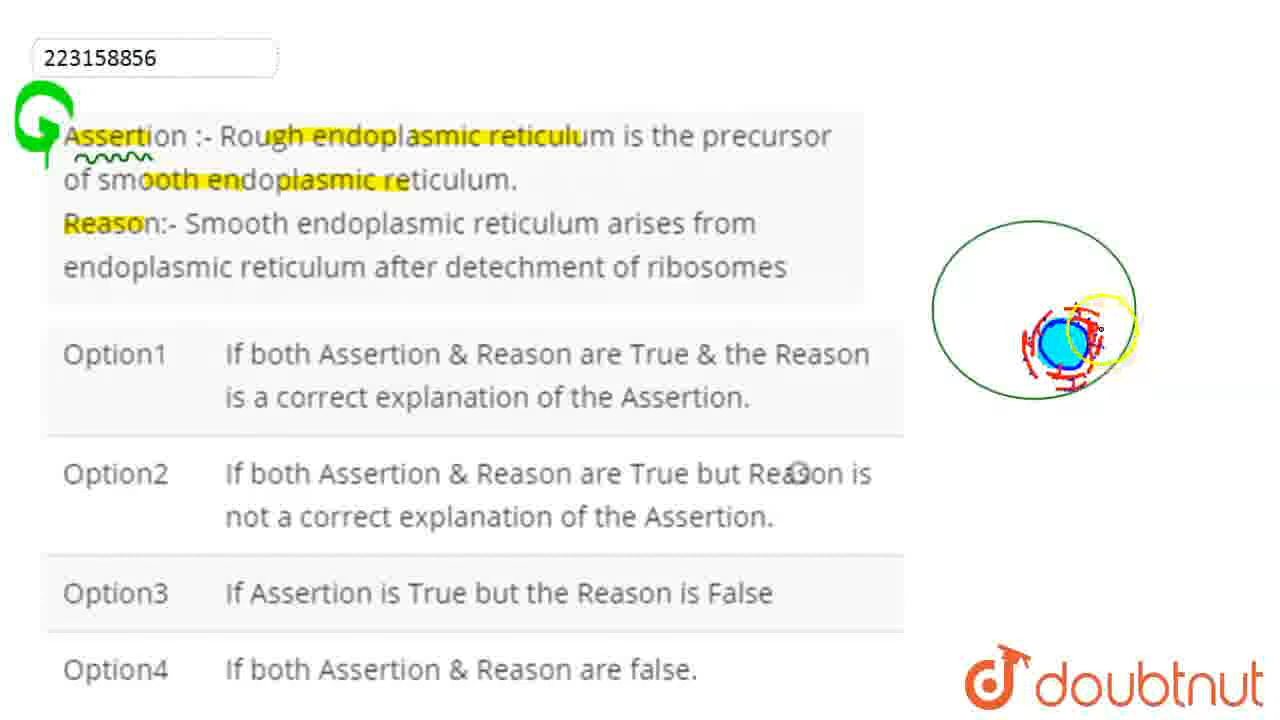 223158856
Assertion :- Rough endoplasmic reticulum is the precursor
of smooth endoplasmic reticulum.
Reason:- Smooth endoplasmic reticulum arises from
endoplasmic reticulum after detechment of ribosomes
Option1 If both Assertion & Reason are True & the Reason
is a correct explanation of the Assertion.
Option2 If both Assertion & Reason are True but Reason is
not a correct explanation of the Assertion.
Option3 If Assertion is True but the Reason is False
Option4 If both Assertion & Reason are false.
doubtnut